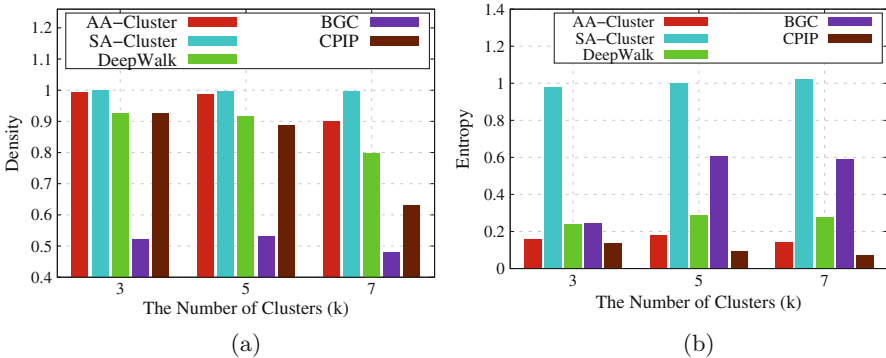 1.2
1.1
1
0.9
0.8
0.7
0.6
0.5
0.4
Density
AA-Cluster
SA-Cluster
DeepWalk
BGC
CPIP
3
5
7
The Number of Clusters (k)
(a)
1.4
1.2
1
0.8
0.6
0.4
0.2
0
Entropy
AA-Cluster
SA-Cluster
DeepWalk
BGC
CPIP
3
5
7
The Number of Clusters (k)
(b)